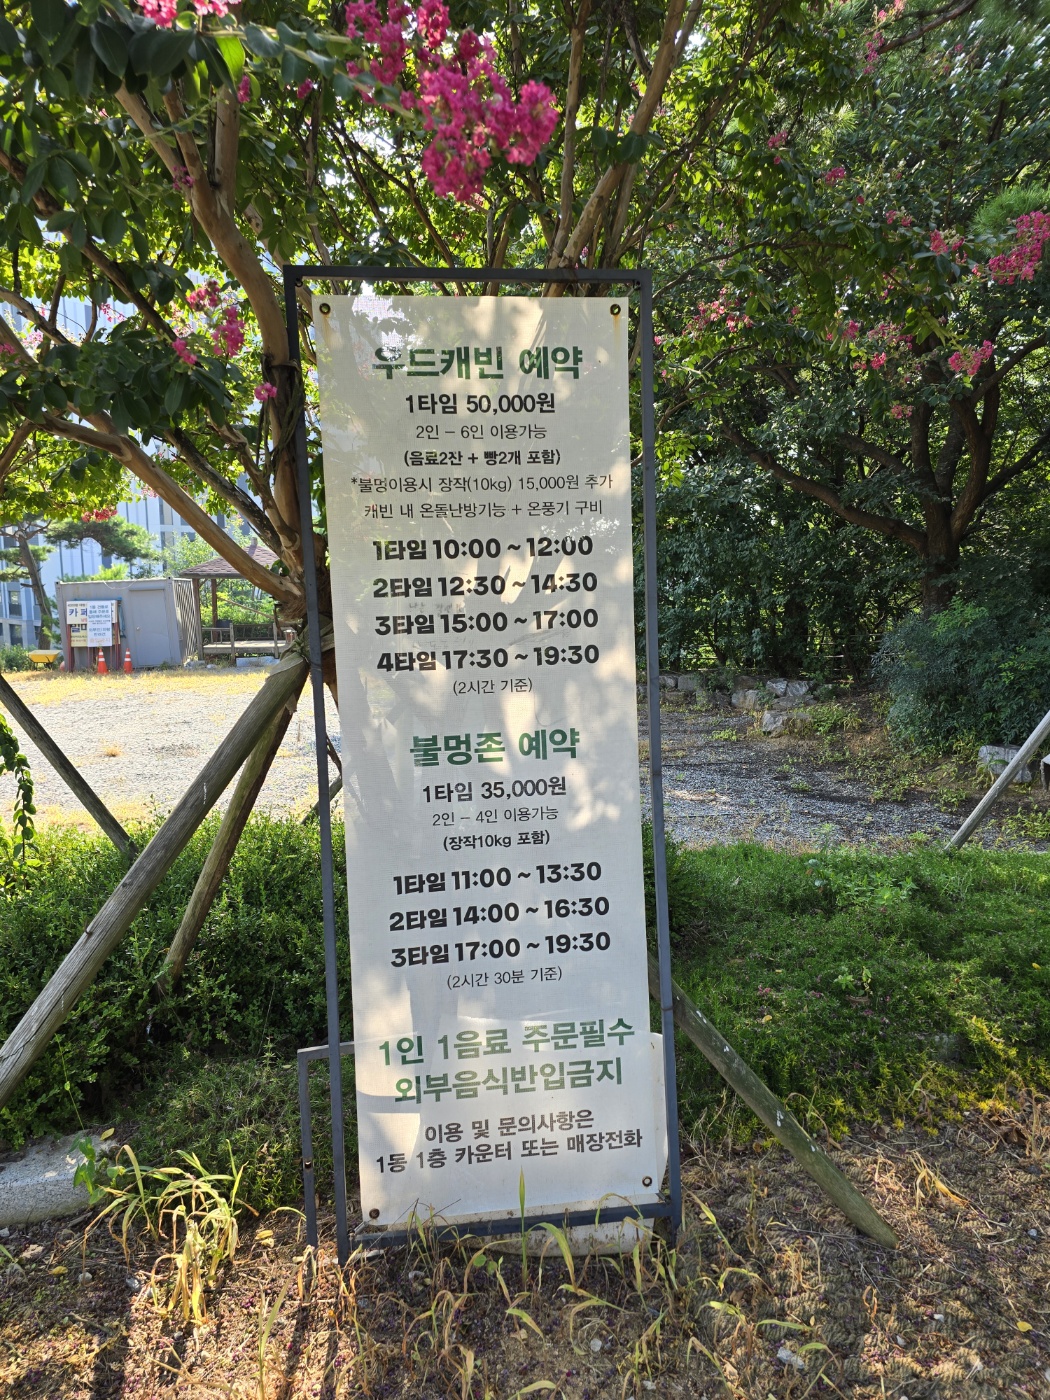 우드캐빈 예약
1타임 50,000원
2인 - 6인 이용가능
(음료2잔 + 빵2개 포함)
*불멍이용시 장작(10kg) 15,000원 추가
캐빈 내 온돌난방기능 + 온풍기 구비
1타임 10:00 ~ 12:00
2타임 12:30 ~ 14:30
3타임 15:00 ~ 17:00
4타임 17:30 ~ 19:30
(2시간 기준)
불멍존 예약
1타임 35,000원
2인 - 4인 이용가능
(장작10kg 포함)
1타임 11:00 ~ 13:30
2타임 14:00 ~ 16:30
3타임 17:00 ~ 19:30
(2시간 30분 기준)
1인 1음료 주문필수
외부음식반입금지
이용 및 문의사항은
1동 1층 카운터 또는 매장전화
카페